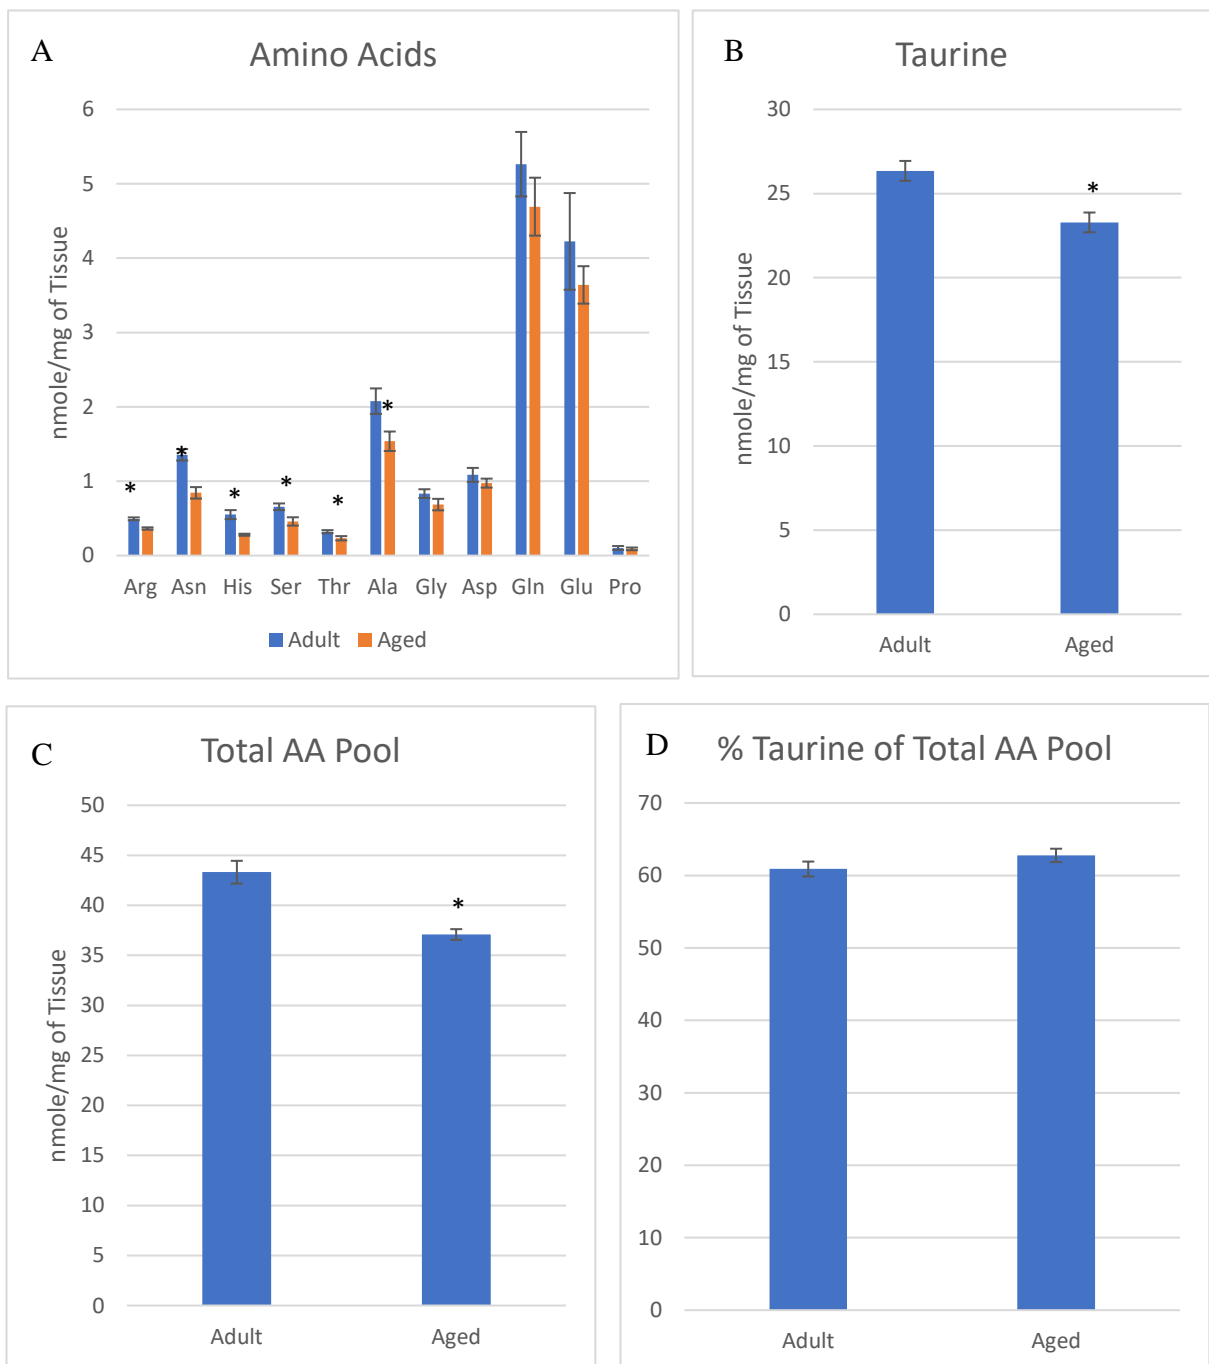 A
Amino Acids
6
5
4
3
2
1
0
nmole/mg of Tissue
*
*
*
*
*
*
Arg Asn His Ser Thr Ala Gly Asp Gln Glu Pro
Adult Aged
B
Taurine
30
25
20
15
10
5
0
nmole/mg of Tissue
*
Adult Aged
C
Total AA Pool
50
45
40
35
30
25
20
15
10
5
0
nmole/mg of Tissue
*
Adult Aged
D
% Taurine of Total AA Pool
70
60
50
40
30
20
10
0
Adult Aged